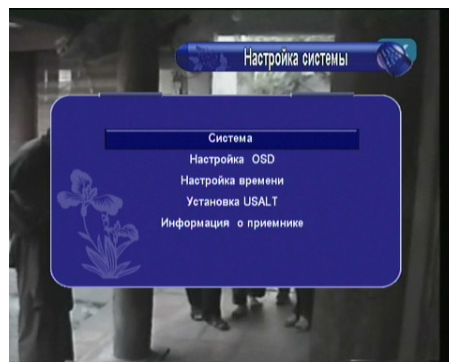 Настройка системы
Система
Настройка OSD
Настройка времени
Установка USALT
Информация о приемнике